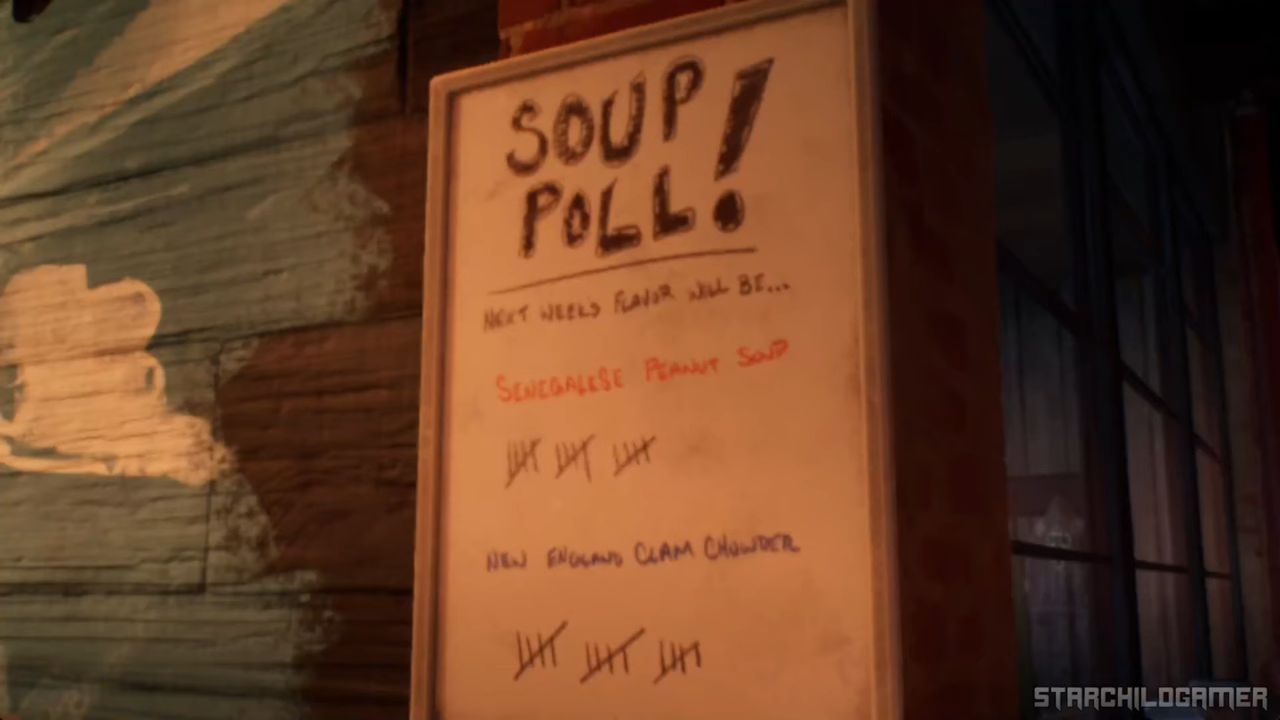 SOUP
POLL!
NEXT WEEKS FLAVOR WILL BE...
SENEGALESE PEANUT SOUP
NEW ENGLAND CLAM CHOWDER
STARCHILDGAMER